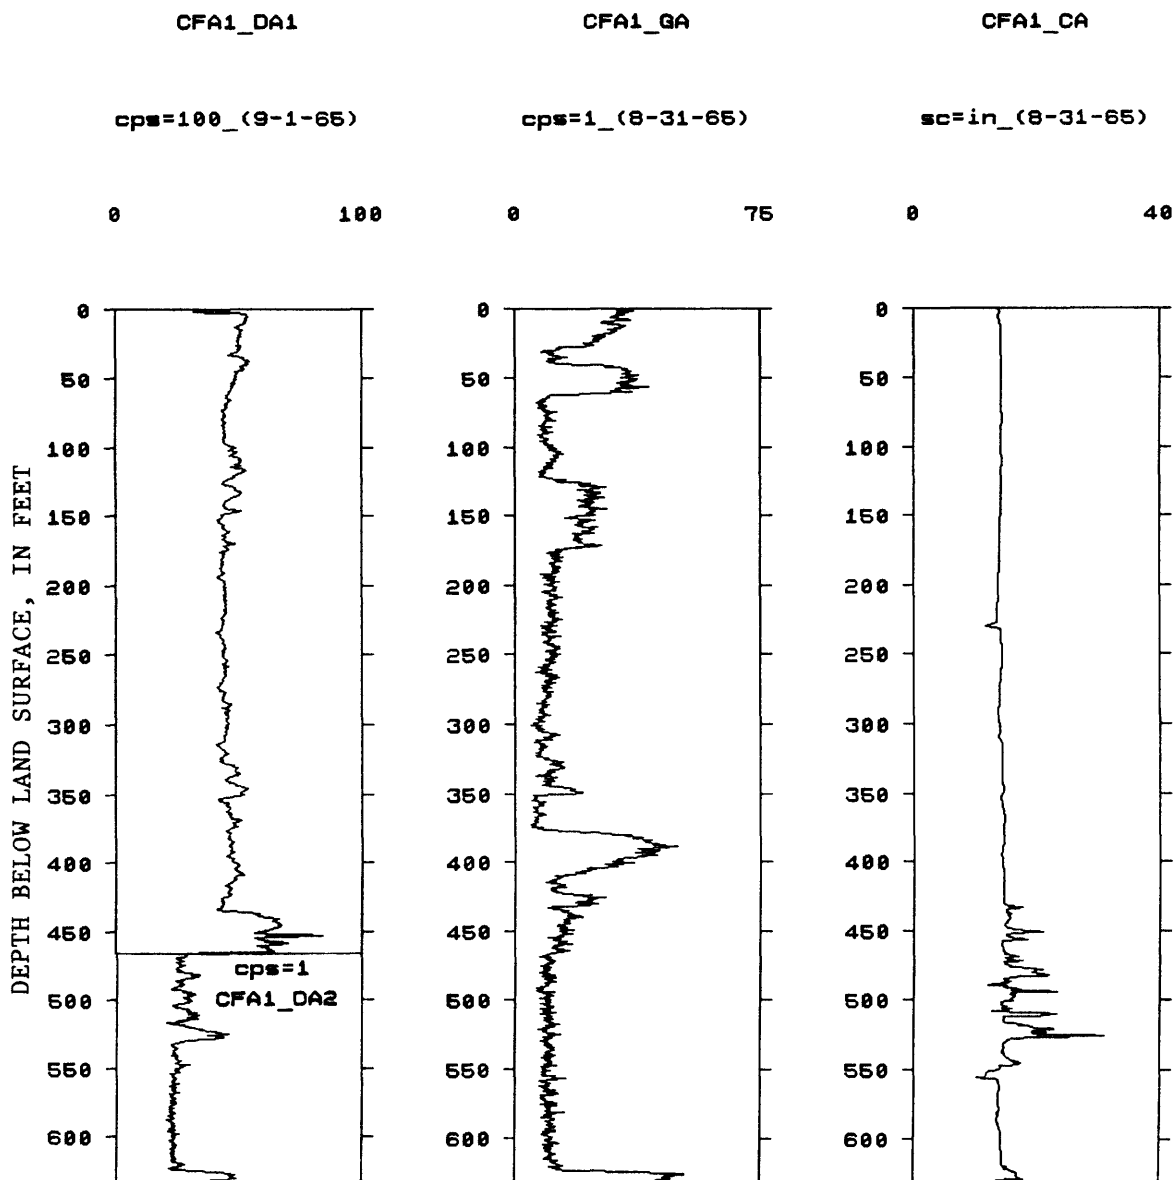 CFA1_DA1 CFA1_GA CFA1_CA
cps=100_(9-1-65) cps=1_(8-31-65) sc=in_(8-31-65)
0 100 0 75 0 40
DEPTH BELOW LAND SURFACE, IN FEET
0 0 0
50 50 50
100 100 100
150 150 150
200 200 200
250 250 250
300 300 300
350 350 350
400 400 400
450 450 450
cps=1
CFA1_DA2
500 500 500
550 550 550
600 600 600